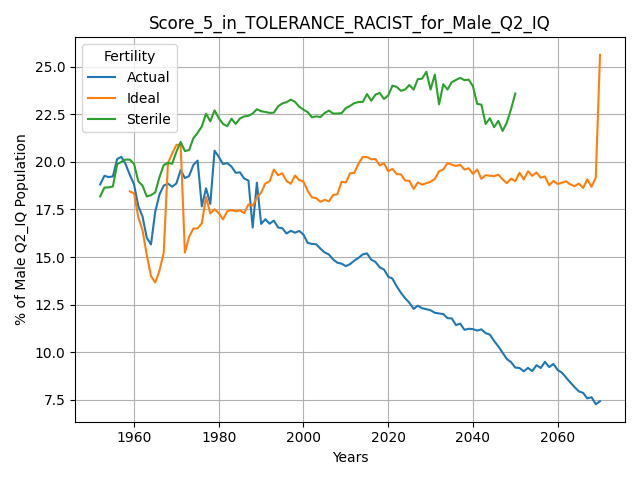 Score_5_in_TOLERANCE_RACIST_for_Male_Q2_IQ
Fertility
Actual
Ideal
Sterile
% of Male Q2_IQ Population
25.0
22.5
20.0
17.5
15.0
12.5
10.0
7.5
1960 1980 2000 2020 2040 2060
Years